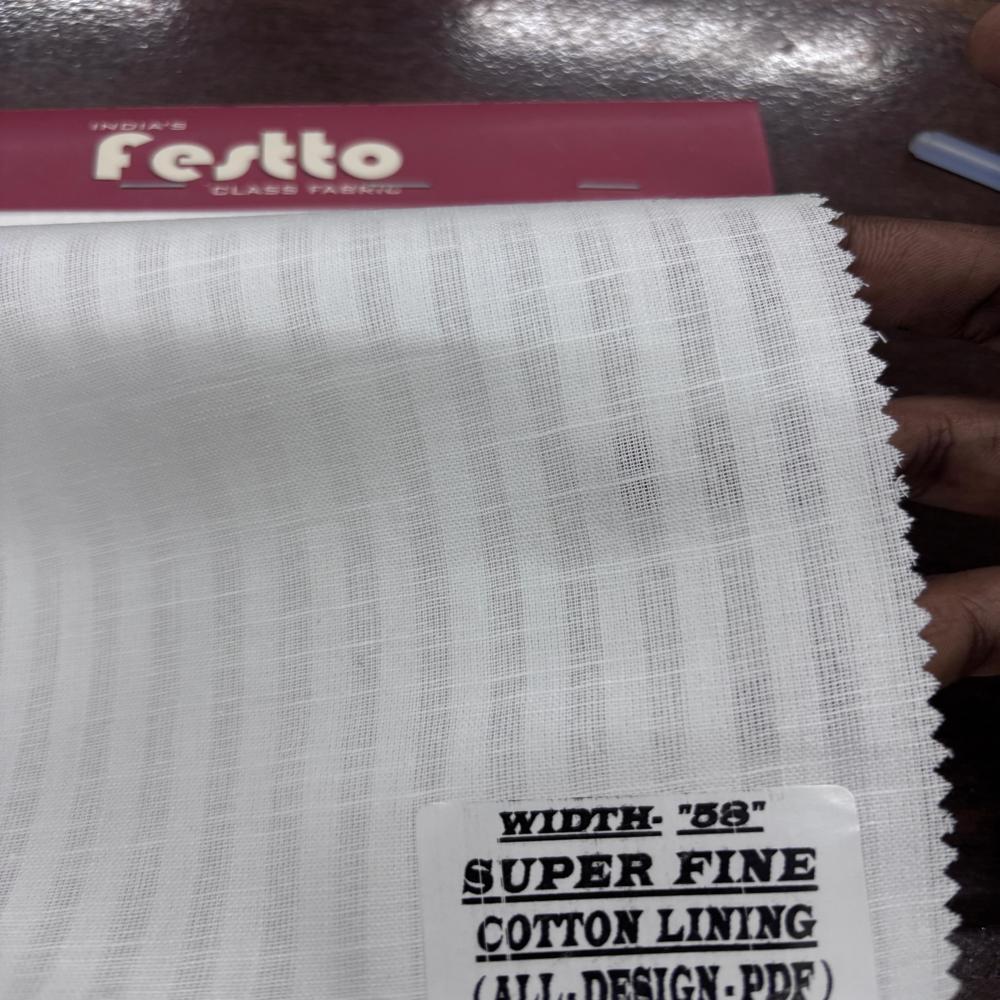 INDIA'S
Festto
CLASS FABRIC
WIDTH- "58"
SUPER FINE
COTTON LINING
(ALL-DESIGN-PDF)